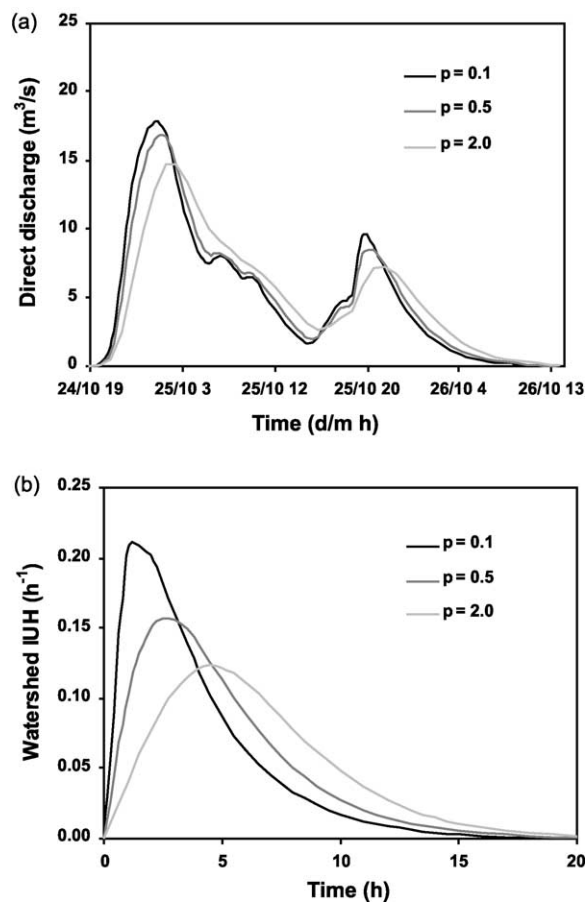 (a)
25
20
15
10
5
0
Direct discharge (m³/s)
p = 0.1
p = 0.5
p = 2.0
24/10 19 25/10 3 25/10 12 25/10 20 26/10 4 26/10 13
Time (d/m h)
(b)
0.25
0.20
0.15
0.10
0.05
0.00
Watershed IUH (h⁻¹)
p = 0.1
p = 0.5
p = 2.0
0 5 10 15 20
Time (h)